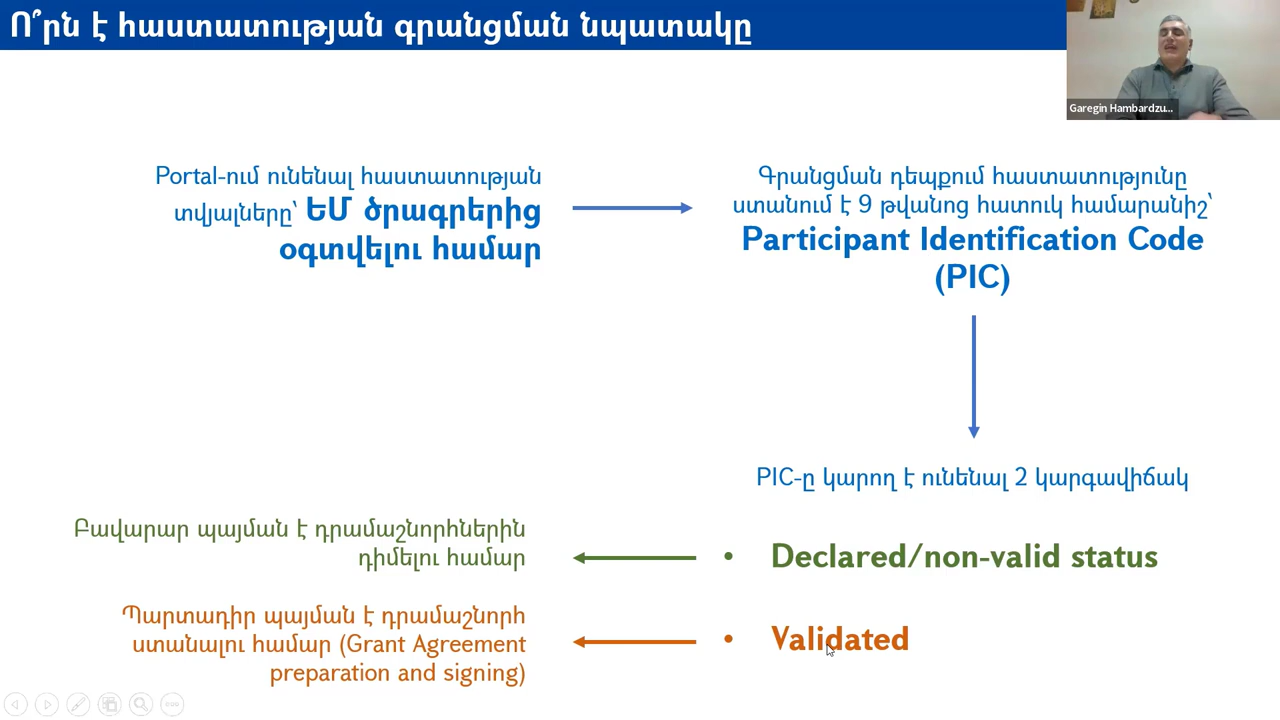 Ո՞րն է հաստատության գրանցման նպատակը
Garegin Hambardzu...
Portal-ում ունենալ հաստատության
տվյալները՝ ԵՄ ծրագրերից
օգտվելու համար
Գրանցման դեպքում հաստատությունը
ստանում է 9 թվանոց հատուկ համարանիշ՝
Participant Identification Code
(PIC)
PIC-ը կարող է ունենալ 2 կարգավիճակ
Բավարար պայման է դրամաշնորհներին
դիմելու համար
• Declared/non-valid status
Պարտադիր պայման է դրամաշնորհ
ստանալու համար (Grant Agreement
preparation and signing)
• Validated